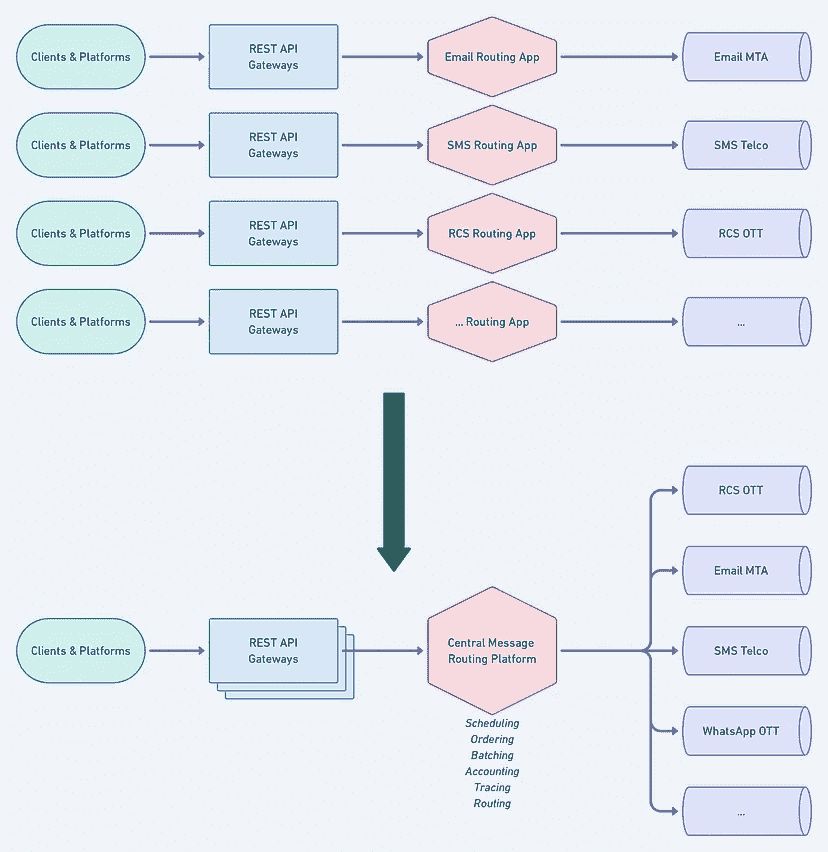 Clients & Platforms
REST API
Gateways
Email Routing App
Email MTA
Clients & Platforms
REST API
Gateways
SMS Routing App
SMS Telco
Clients & Platforms
REST API
Gateways
RCS Routing App
RCS OTT
Clients & Platforms
REST API
Gateways
... Routing App
...
Clients & Platforms
REST API
Gateways
Central Message
Routing Platform
Scheduling
Ordering
Batching
Accounting
Tracing
Routing
RCS OTT
Email MTA
SMS Telco
WhatsApp OTT
...